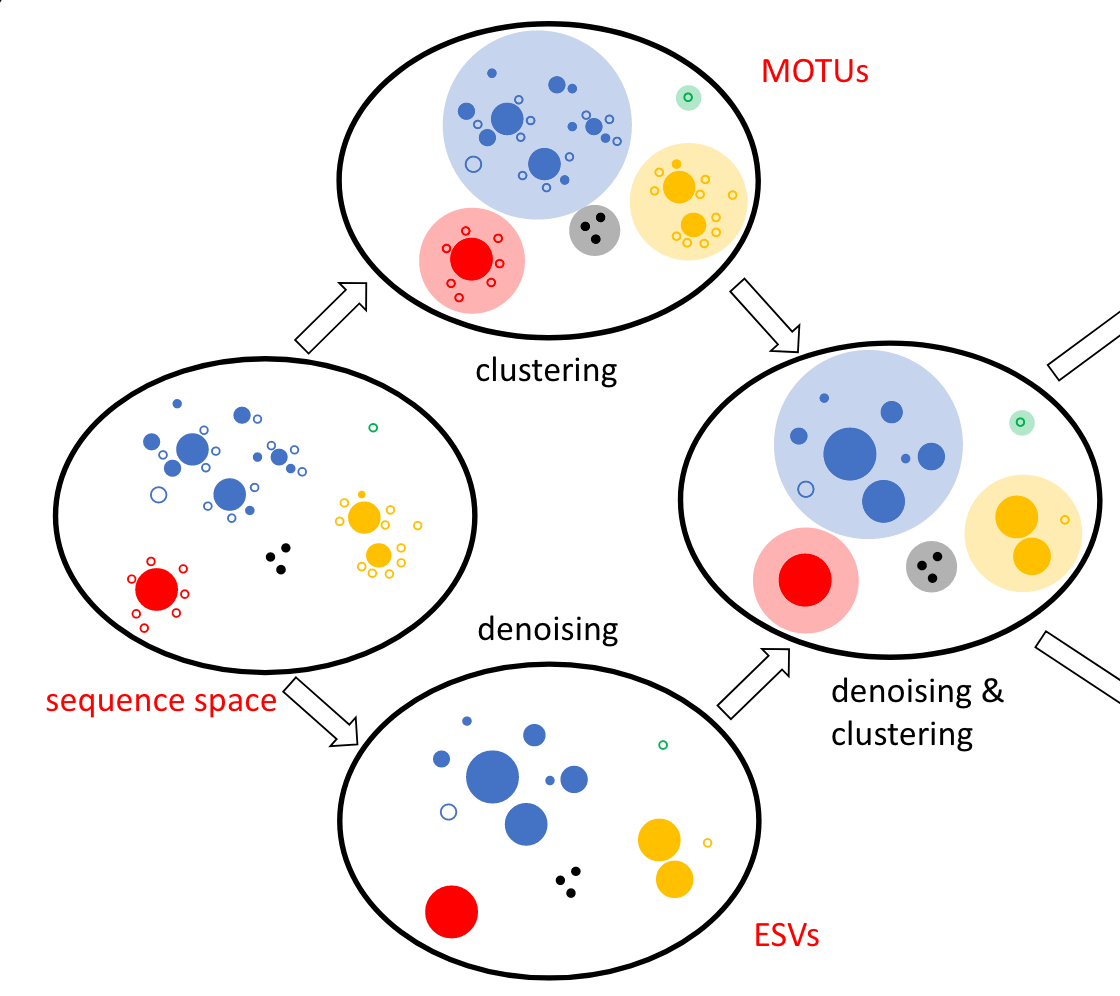 MOTUs
clustering
denoising
sequence space
denoising &
clustering
ESVs